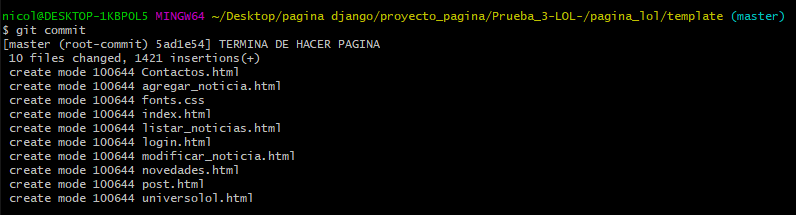 nicol@DESKTOP-1KBPOL5 MINGW64 ~/Desktop/pagina django/proyecto_pagina/Prueba_3-LOL-/pagina_lol/template (master)
$ git commit
[master (root-commit) 5ad1e54] TERMINA DE HACER PAGINA
 10 files changed, 1421 insertions(+)
 create mode 100644 Contactos.html
 create mode 100644 agregar_noticia.html
 create mode 100644 fonts.css
 create mode 100644 index.html
 create mode 100644 listar_noticias.html
 create mode 100644 login.html
 create mode 100644 modificar_noticia.html
 create mode 100644 novedades.html
 create mode 100644 post.html
 create mode 100644 universolol.html